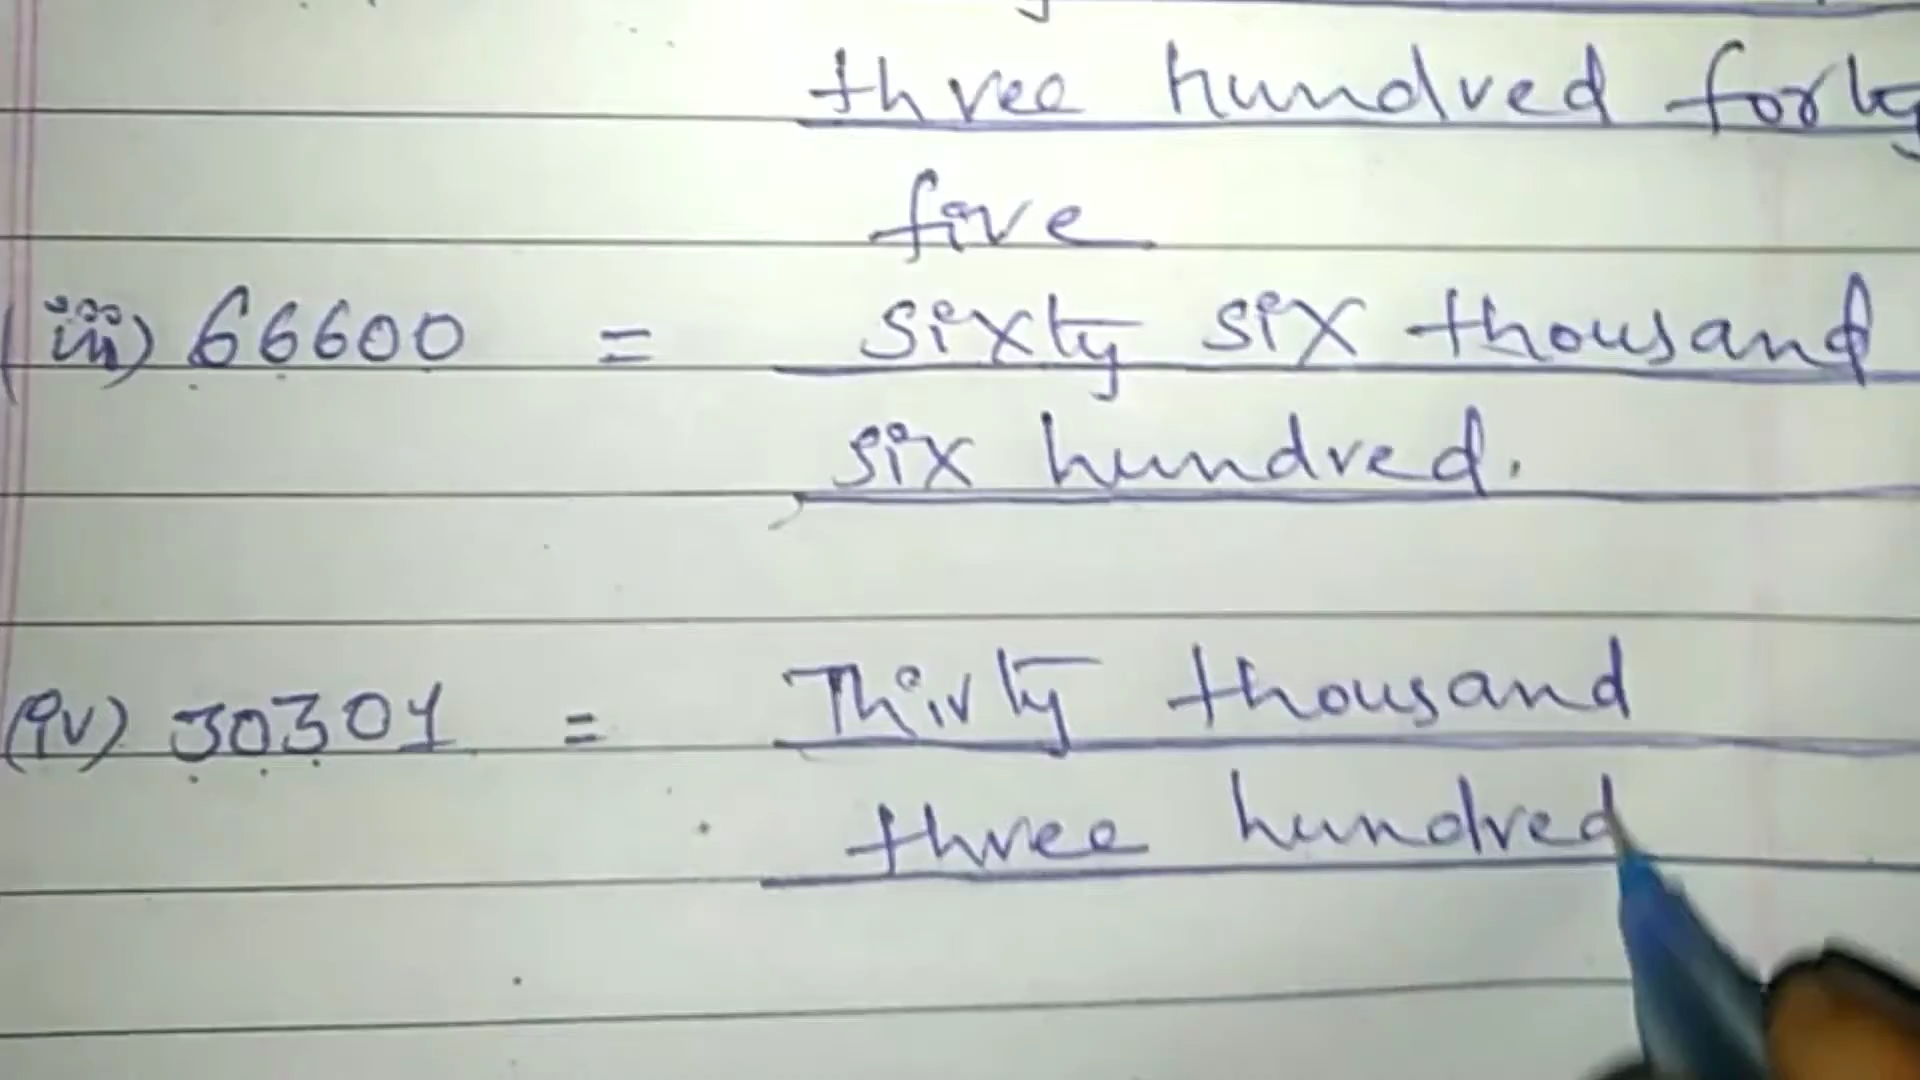 three hundred forty
five
(iii) 66600 = sixty six thousand
six hundred.
(iv) 30301 = Thirty thousand
three hundred